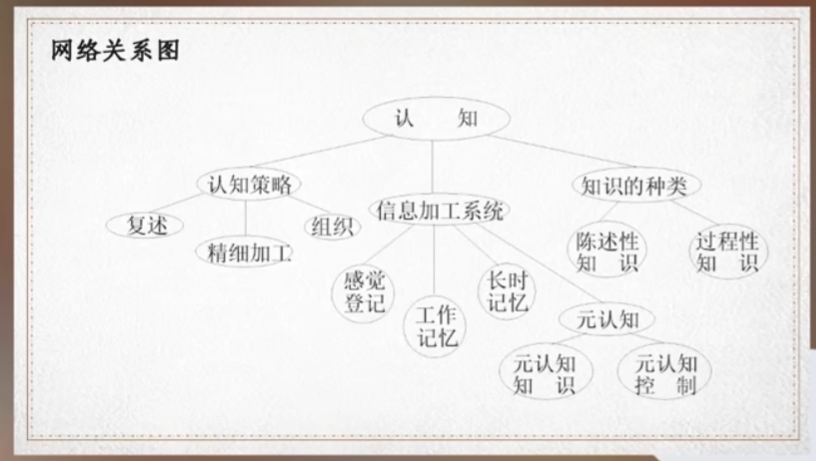 网络关系图
认 知
认知策略
信息加工系统
知识的种类
复述
精细加工
组织
感觉
登记
工作
记忆
长时
记忆
元认知
陈述性
知 识
过程性
知 识
元认知
知 识
元认知
控 制